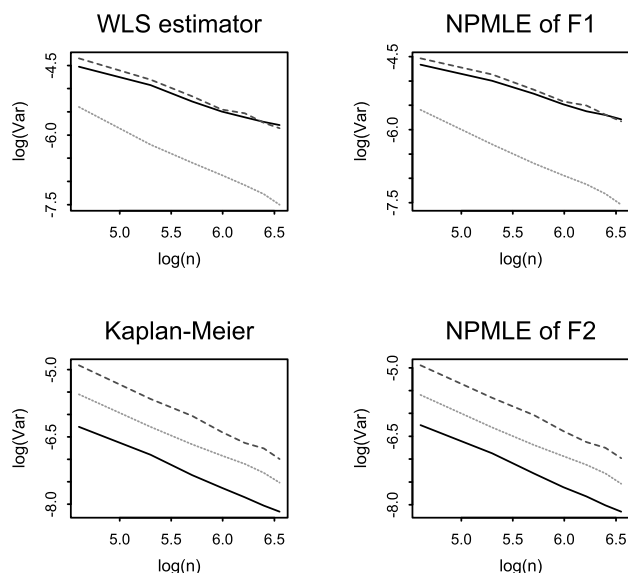 WLS estimator
NPMLE of F1
log(Var)
-4.5
-6.0
-7.5
5.0 5.5 6.0 6.5
log(n)
log(Var)
-4.5
-6.0
-7.5
5.0 5.5 6.0 6.5
log(n)
Kaplan-Meier
NPMLE of F2
log(Var)
-5.0
-6.5
-8.0
5.0 5.5 6.0 6.5
log(n)
log(Var)
-5.0
-6.5
-8.0
5.0 5.5 6.0 6.5
log(n)